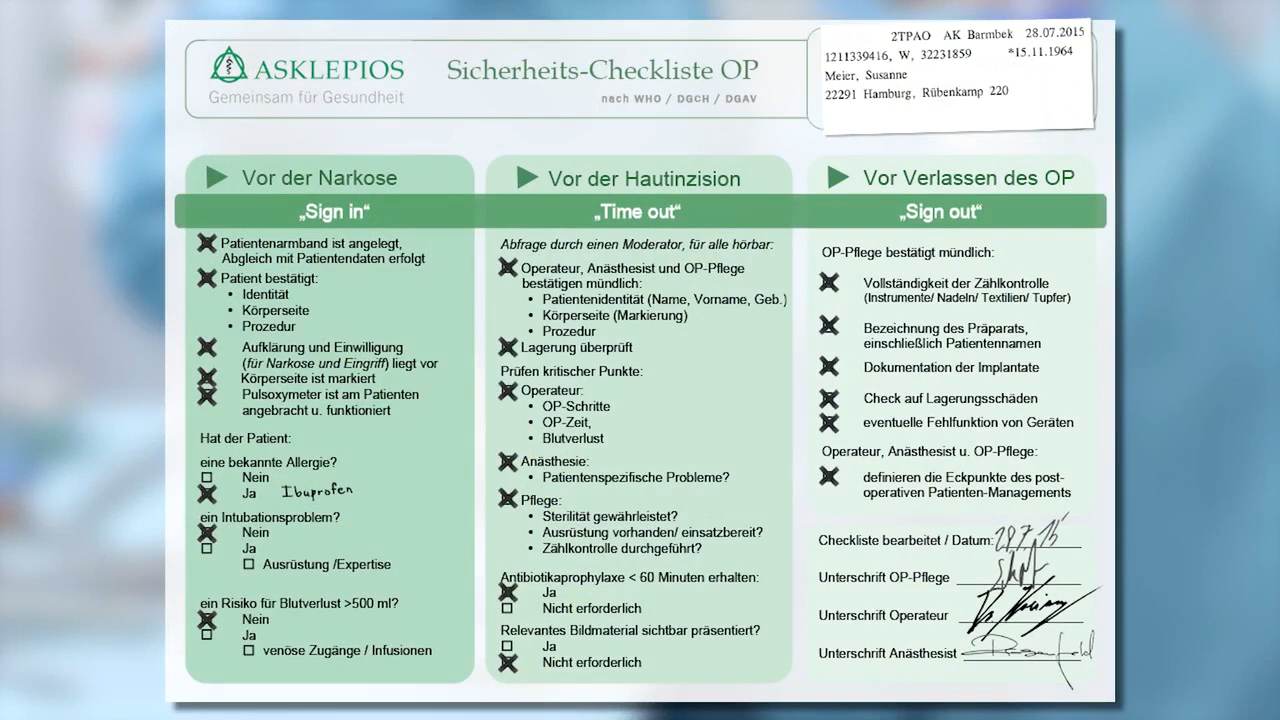 ASKLEPIOS
Gemeinsam für Gesundheit
Sicherheits-Checkliste OP
nach WHO / DGCH / DGAV
2TPAO AK Barmbek 28.07.2015
1211339416, W, 32231859 *15.11.1964
Meier, Susanne
22291 Hamburg, Rübenkamp 220
Vor der Narkose
„Sign in“
Patientenarmband ist angelegt,
Abgleich mit Patientendaten erfolgt
Patient bestätigt:
• Identität
• Körperseite
• Prozedur
Aufklärung und Einwilligung
(für Narkose und Eingriff) liegt vor
Körperseite ist markiert
Pulsoxymeter ist am Patienten
angebracht u. funktioniert
Hat der Patient:
eine bekannte Allergie?
Nein
Ja Ibuprofen
ein Intubationsproblem?
Nein
Ja
Ausrüstung /Expertise
ein Risiko für Blutverlust >500 ml?
Nein
Ja
venöse Zugänge / Infusionen
Vor der Hautinzision
„Time out“
Abfrage durch einen Moderator, für alle hörbar:
Operateur, Anästhesist und OP-Pflege
bestätigen mündlich:
• Patientenidentität (Name, Vorname, Geb.)
• Körperseite (Markierung)
• Prozedur
Lagerung überprüft
Prüfen kritischer Punkte:
Operateur:
• OP-Schritte
• OP-Zeit,
• Blutverlust
Anästhesie:
• Patientenspezifische Probleme?
Pflege:
• Sterilität gewährleistet?
• Ausrüstung vorhanden/ einsatzbereit?
• Zählkontrolle durchgeführt?
Antibiotikaprophylaxe < 60 Minuten erhalten:
Ja
Nicht erforderlich
Relevantes Bildmaterial sichtbar präsentiert?
Ja
Nicht erforderlich
Vor Verlassen des OP
„Sign out“
OP-Pflege bestätigt mündlich:
Vollständigkeit der Zählkontrolle
(Instrumente/ Nadeln/ Textilien/ Tupfer)
Bezeichnung des Präparats,
einschließlich Patientennamen
Dokumentation der Implantate
Check auf Lagerungsschäden
eventuelle Fehlfunktion von Geräten
Operateur, Anästhesist u. OP-Pflege:
definieren die Eckpunkte des post-
operativen Patienten-Managements
Checkliste bearbeitet / Datum: 28.7.15
Unterschrift OP-Pflege
Unterschrift Operateur
Unterschrift Anästhesist